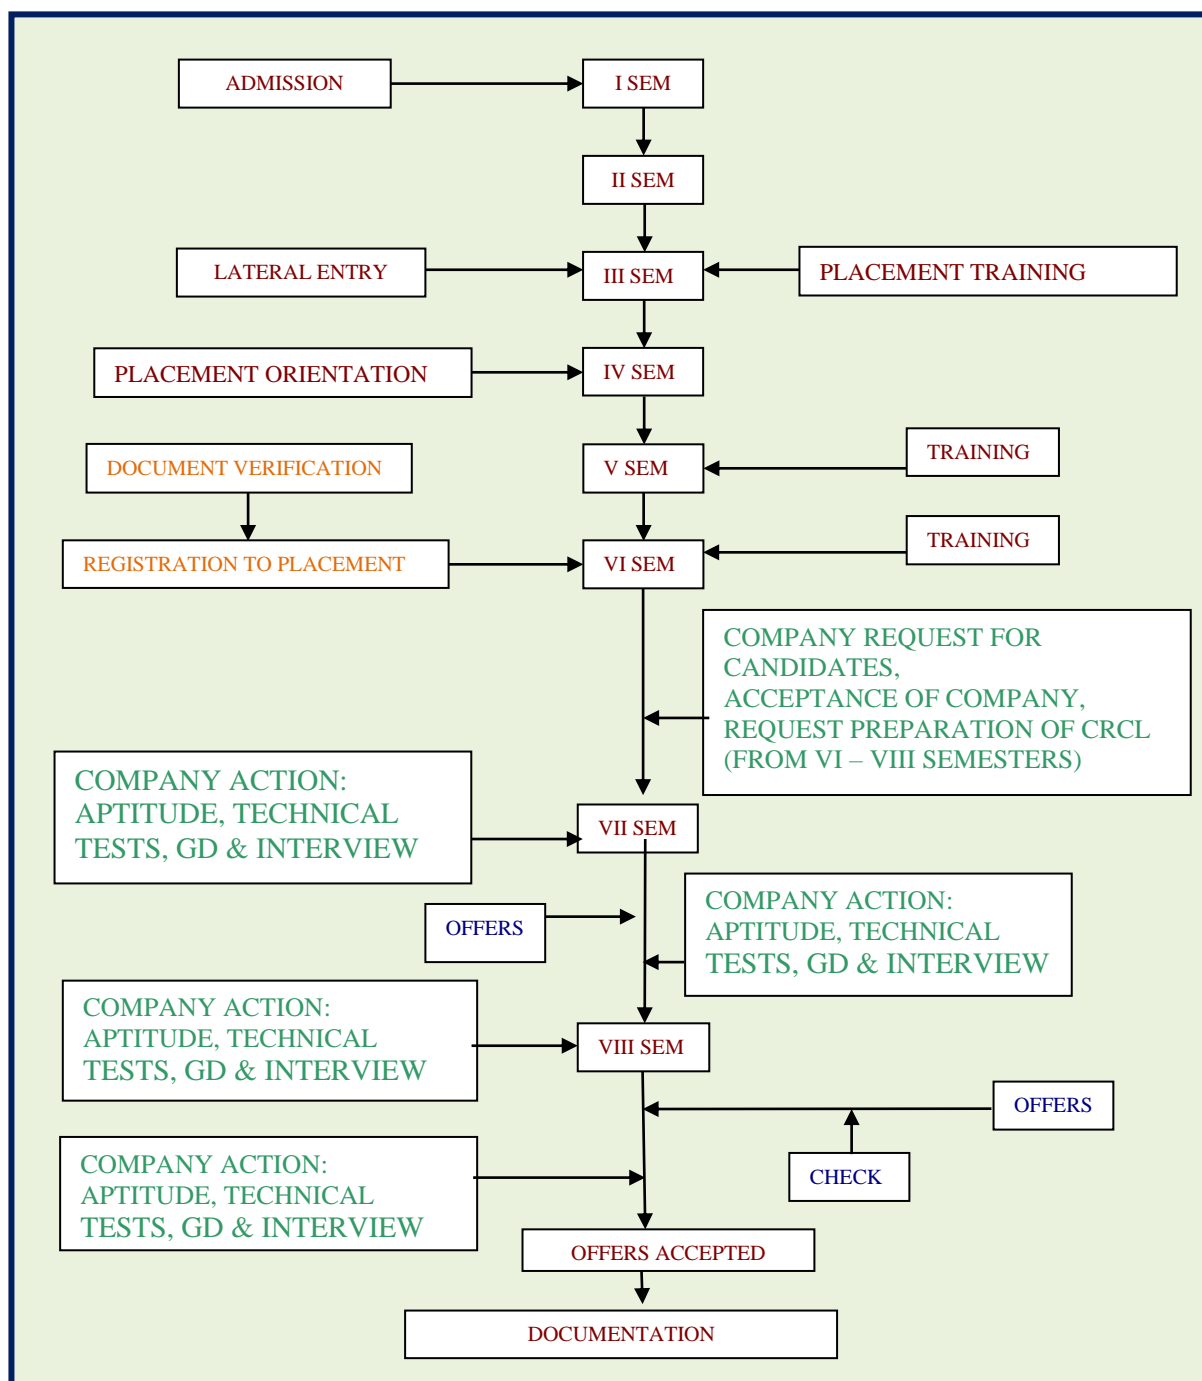 ADMISSION
I SEM
II SEM
LATERAL ENTRY
III SEM
PLACEMENT TRAINING
PLACEMENT ORIENTATION
IV SEM
DOCUMENT VERIFICATION
V SEM
TRAINING
REGISTRATION TO PLACEMENT
VI SEM
TRAINING
COMPANY REQUEST FOR
CANDIDATES,
ACCEPTANCE OF COMPANY,
REQUEST PREPARATION OF CRCL
(FROM VI – VIII SEMESTERS)
COMPANY ACTION:
APTITUDE, TECHNICAL
TESTS, GD & INTERVIEW
VII SEM
OFFERS
COMPANY ACTION:
APTITUDE, TECHNICAL
TESTS, GD & INTERVIEW
COMPANY ACTION:
APTITUDE, TECHNICAL
TESTS, GD & INTERVIEW
VIII SEM
OFFERS
CHECK
COMPANY ACTION:
APTITUDE, TECHNICAL
TESTS, GD & INTERVIEW
OFFERS ACCEPTED
DOCUMENTATION